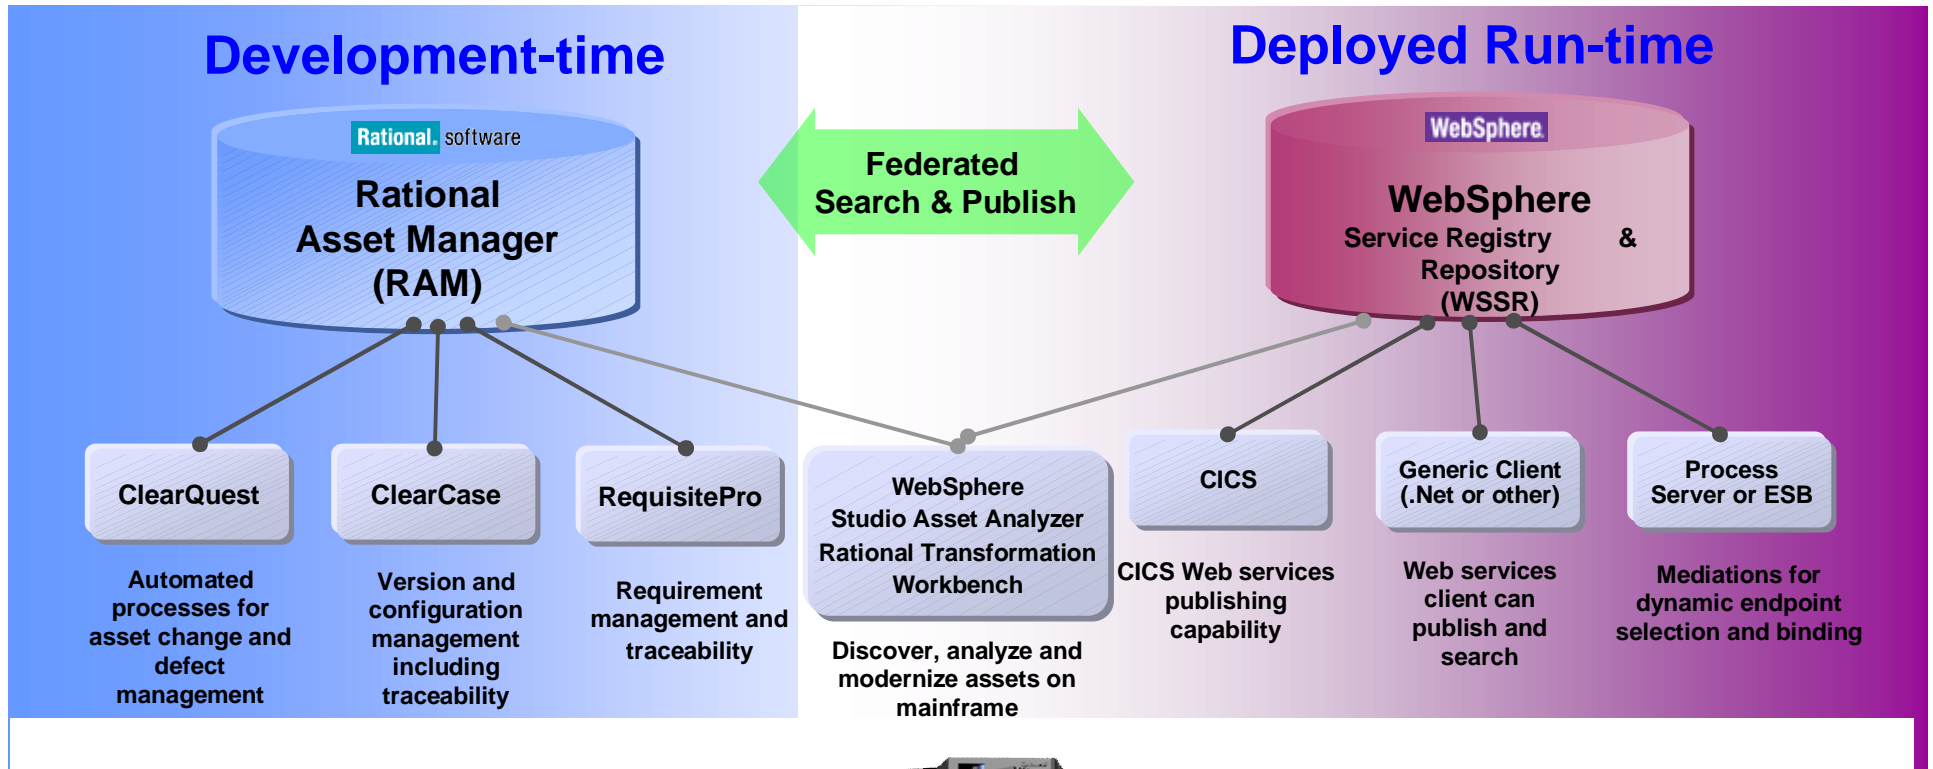 Development-time
Deployed Run-time
Rational. software
Rational
Asset Manager
(RAM)
Federated
Search & Publish
WebSphere.
WebSphere
Service Registry &
Repository
(WSSR)
ClearQuest
ClearCase
RequisitePro
WebSphere
Studio Asset Analyzer
Rational Transformation
Workbench
CICS
Generic Client
(.Net or other)
Process
Server or ESB
Automated
processes for
asset change and
defect
management
Version and
configuration
management
including
traceability
Requirement
management and
traceability
Discover, analyze and
modernize assets on
mainframe
CICS Web services
publishing
capability
Web services
client can
publish and
search
Mediations for
dynamic endpoint
selection and binding